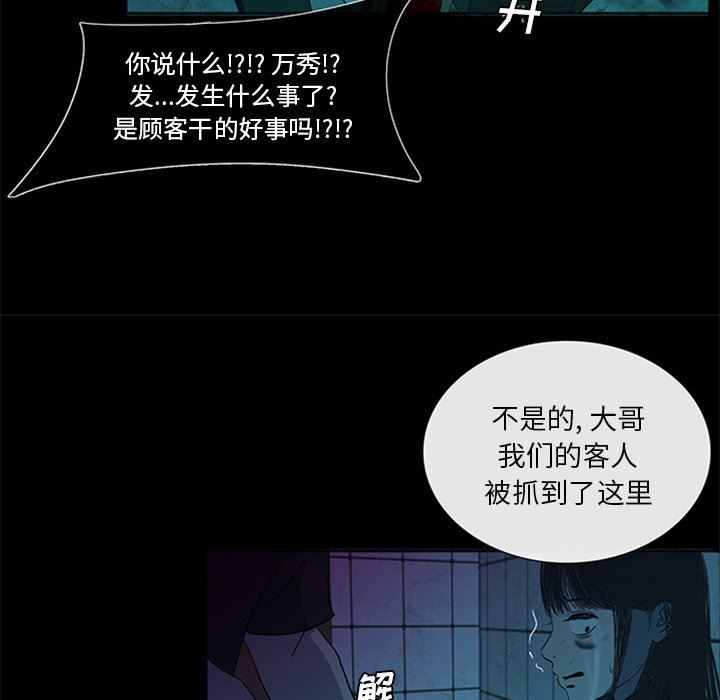 你说什么!?!? 万秀!?
发...发生什么事了?
是顾客干的好事吗!?!?
不是的, 大哥
我们的客人
被抓到了这里
解